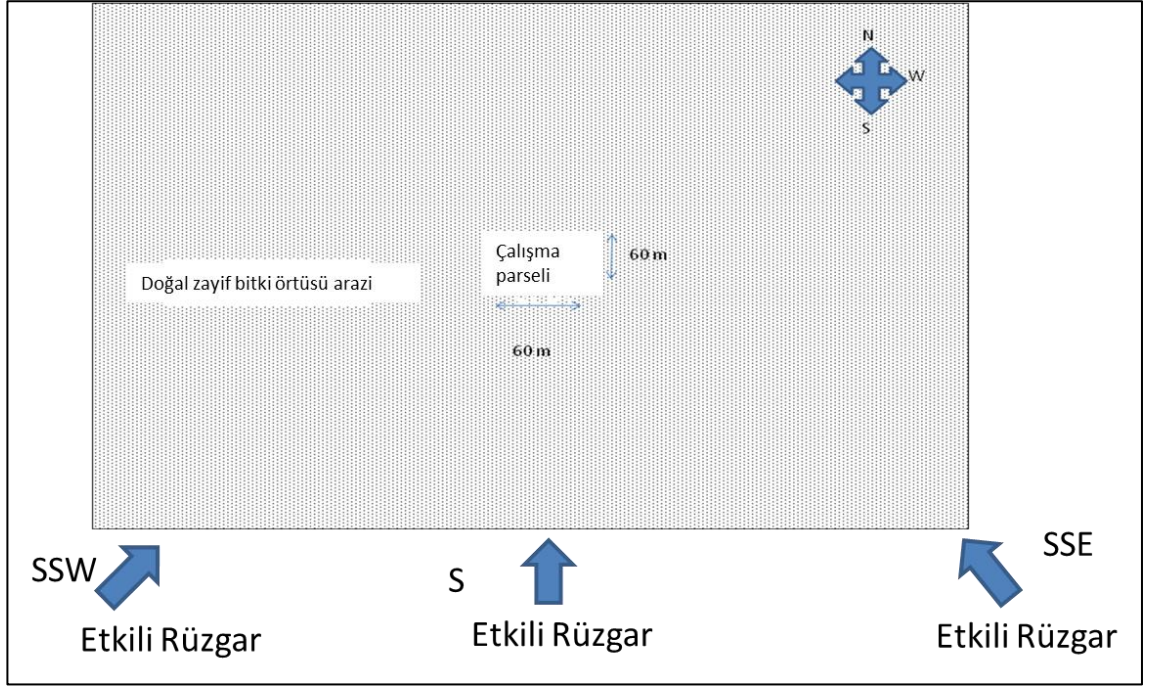 N
W
S
Çalışma
parseli
60 m
Doğal zayif bitki örtüsü arazi
60 m
SSW
S
SSE
Etkili Rüzgar
Etkili Rüzgar
Etkili Rüzgar